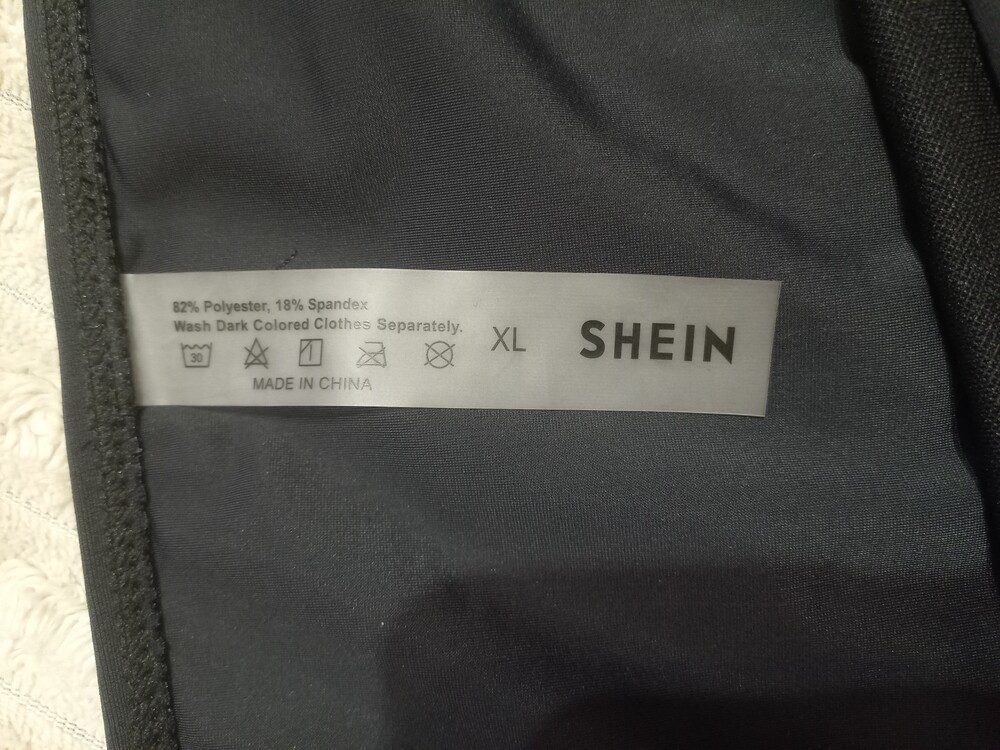 82% Polyester, 18% Spandex
Wash Dark Colored Clothes Separately.
30
MADE IN CHINA
XL
SHEIN